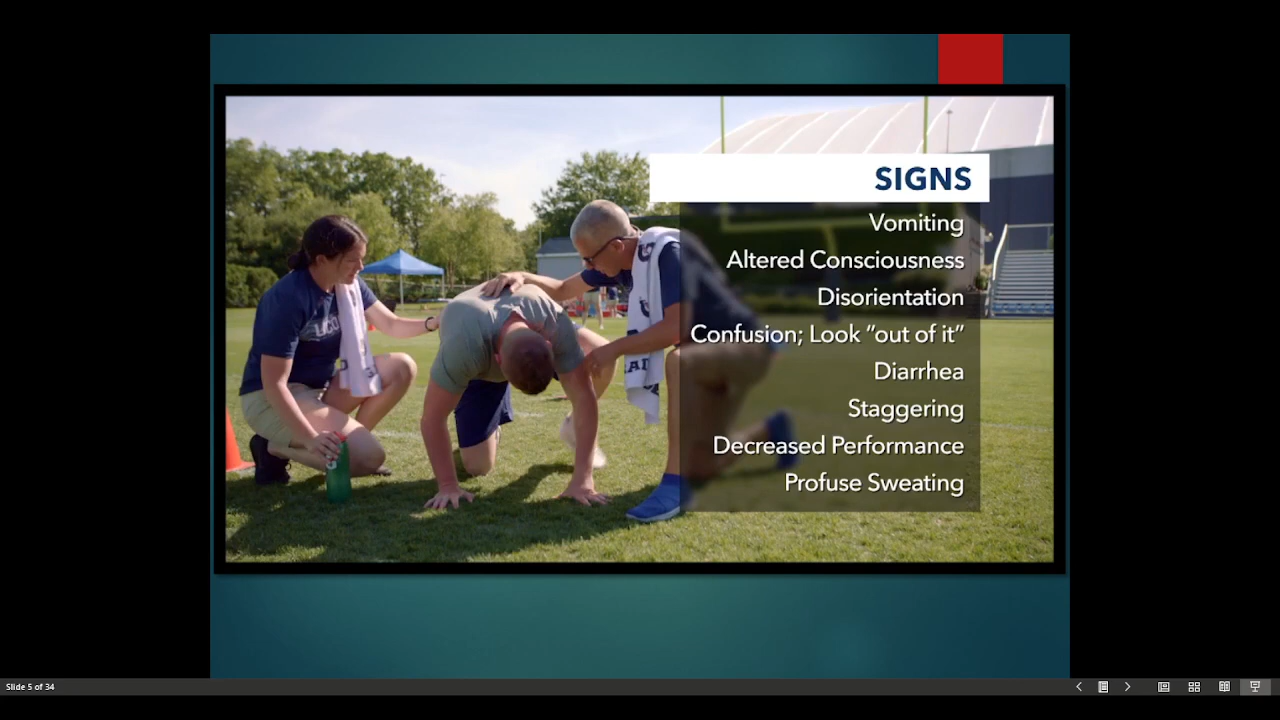 SIGNS
Vomiting
Altered Consciousness
Disorientation
Confusion; Look “out of it”
Diarrhea
Staggering
Decreased Performance
Profuse Sweating
Slide 5 of 34